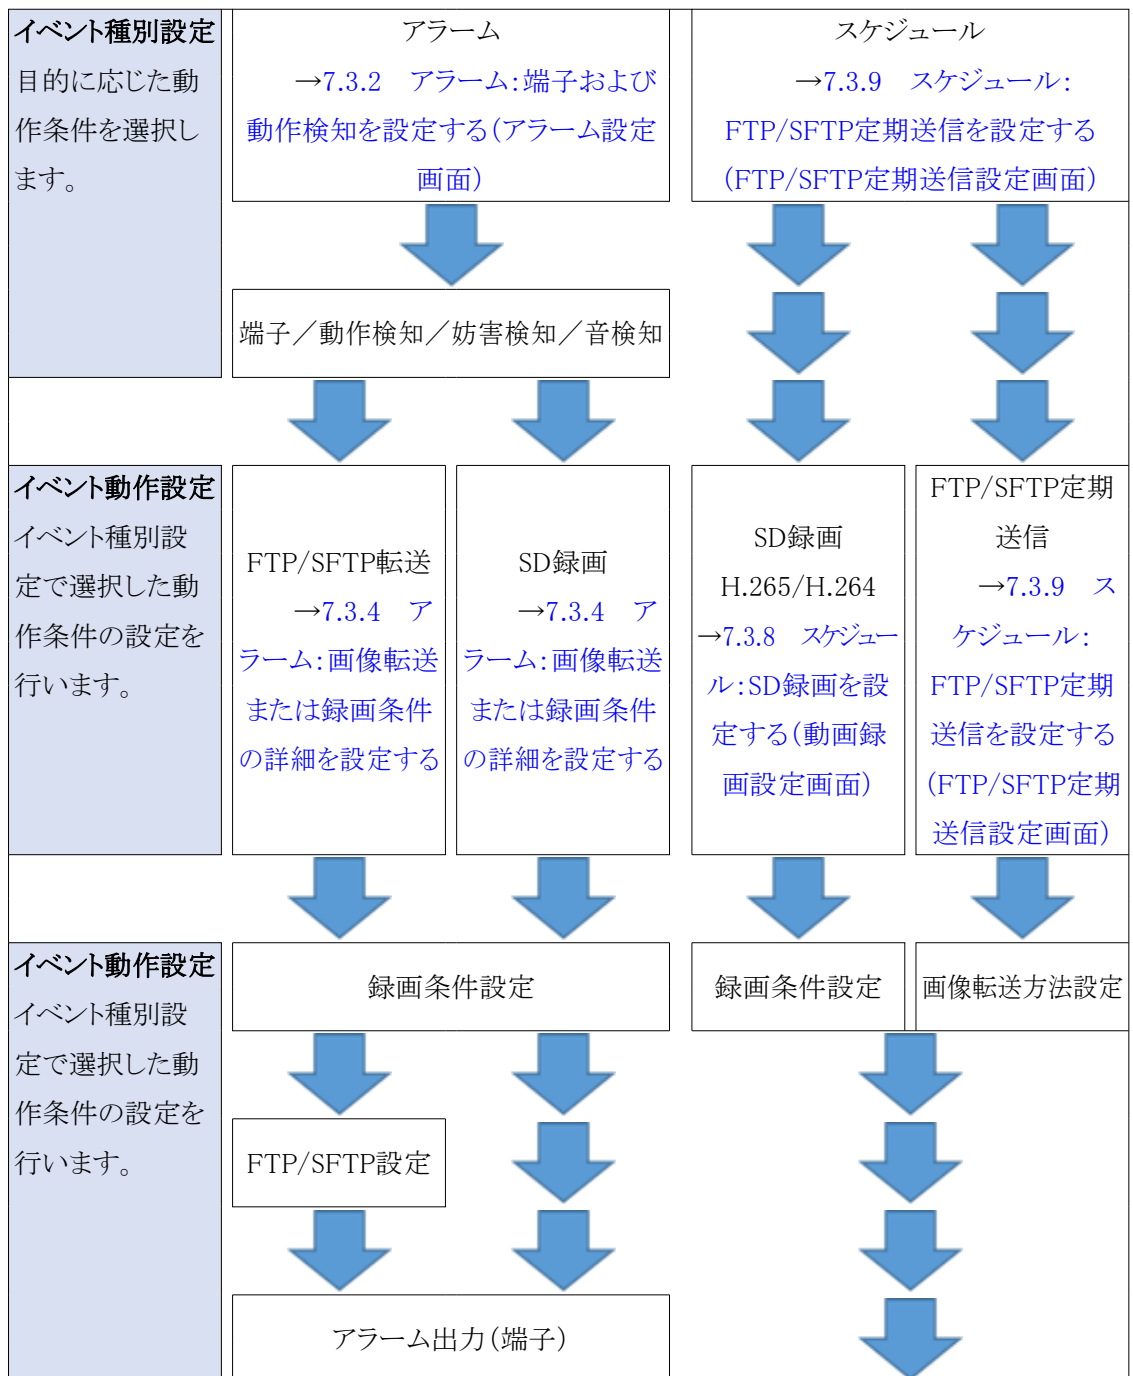 イベント種別設定
目的に応じた動
作条件を選択し
ます。
アラーム
→7.3.2　アラーム：端子および
動作検知を設定する（アラーム設定
画面）
スケジュール
→7.3.9　スケジュール：
FTP/SFTP定期送信を設定する
（FTP/SFTP定期送信設定画面）
端子／動作検知／妨害検知／音検知
イベント動作設定
イベント種別設
定で選択した動
作条件の設定を
行います。
FTP/SFTP転送
→7.3.4　ア
ラーム：画像転送
または録画条件
の詳細を設定する
SD録画
→7.3.4　ア
ラーム：画像転送
または録画条件
の詳細を設定する
SD録画
H.265/H.264
→7.3.8　スケジュー
ル：SD録画を設
定する（動画録
画設定画面）
FTP/SFTP定期
送信
→7.3.9　ス
ケジュール：
FTP/SFTP定期
送信を設定する
（FTP/SFTP定期
送信設定画面）
イベント動作設定
イベント種別設
定で選択した動
作条件の設定を
行います。
録画条件設定
録画条件設定
画像転送方法設定
FTP/SFTP設定
アラーム出力（端子）